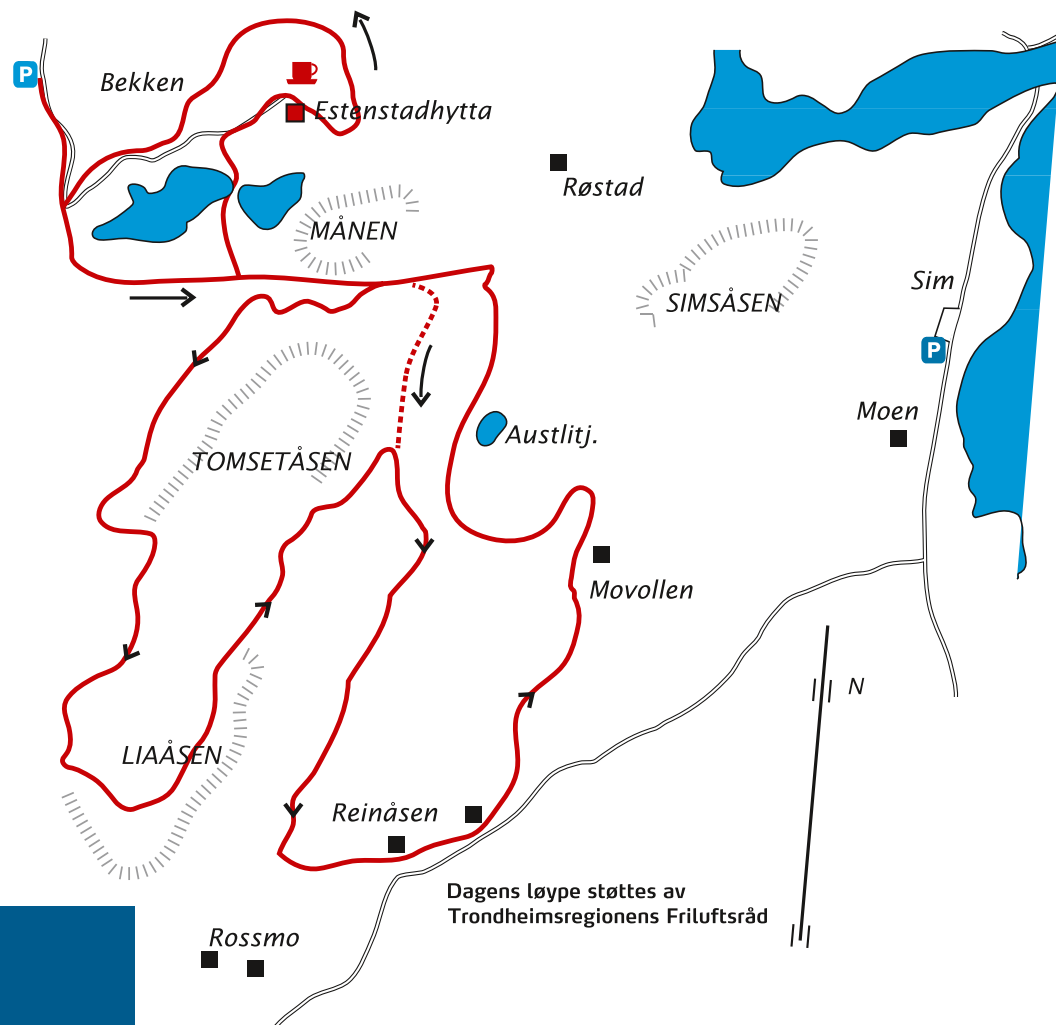 P
Bekken
Estenstadhytta
Røstad
MÅNEN
Sim
SIMSÅSEN
P
Moen
Austlitj.
TOMSETÅSEN
Movollen
N
LIAÅSEN
Reinåsen
Dagens løype støttes av
Trondheimsregionens Friluftsråd
Rossmo